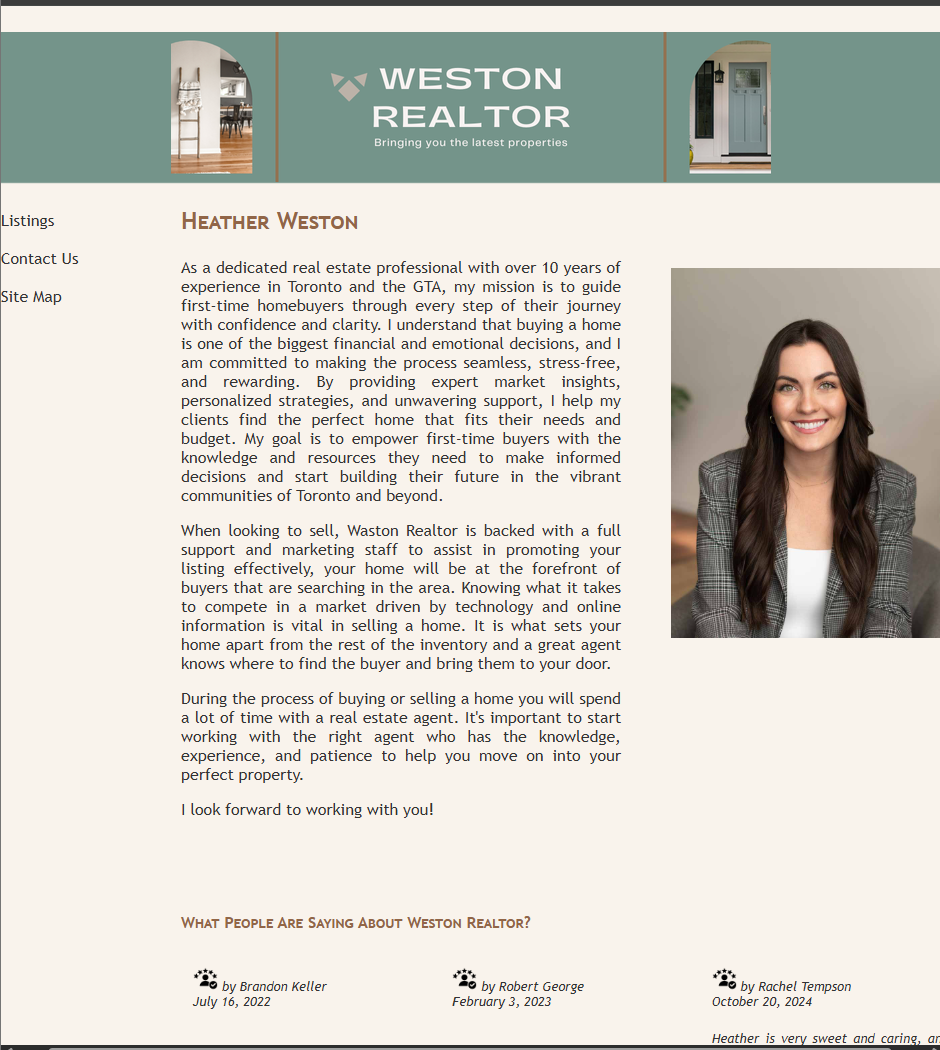 WESTON
REALTOR
Bringing you the latest properties
Listings
Contact Us
Site Map
Heather Weston
As a dedicated real estate professional with over 10 years of
experience in Toronto and the GTA, my mission is to guide
first-time homebuyers through every step of their journey
with confidence and clarity. I understand that buying a home
is one of the biggest financial and emotional decisions, and I
am committed to making the process seamless, stress-free,
and rewarding. By providing expert market insights,
personalized strategies, and unwavering support, I help my
clients find the perfect home that fits their needs and
budget. My goal is to empower first-time buyers with the
knowledge and resources they need to make informed
decisions and start building their future in the vibrant
communities of Toronto and beyond.
When looking to sell, Waston Realtor is backed with a full
support and marketing staff to assist in promoting your
listing effectively, your home will be at the forefront of
buyers that are searching in the area. Knowing what it takes
to compete in a market driven by technology and online
information is vital in selling a home. It is what sets your
home apart from the rest of the inventory and a great agent
knows where to find the buyer and bring them to your door.
During the process of buying or selling a home you will spend
a lot of time with a real estate agent. It's important to start
working with the right agent who has the knowledge,
experience, and patience to help you move on into your
perfect property.
I look forward to working with you!
What People Are Saying About Weston Realtor?
by Brandon Keller
July 16, 2022
by Robert George
February 3, 2023
by Rachel Tempson
October 20, 2024
Heather is very sweet and caring,